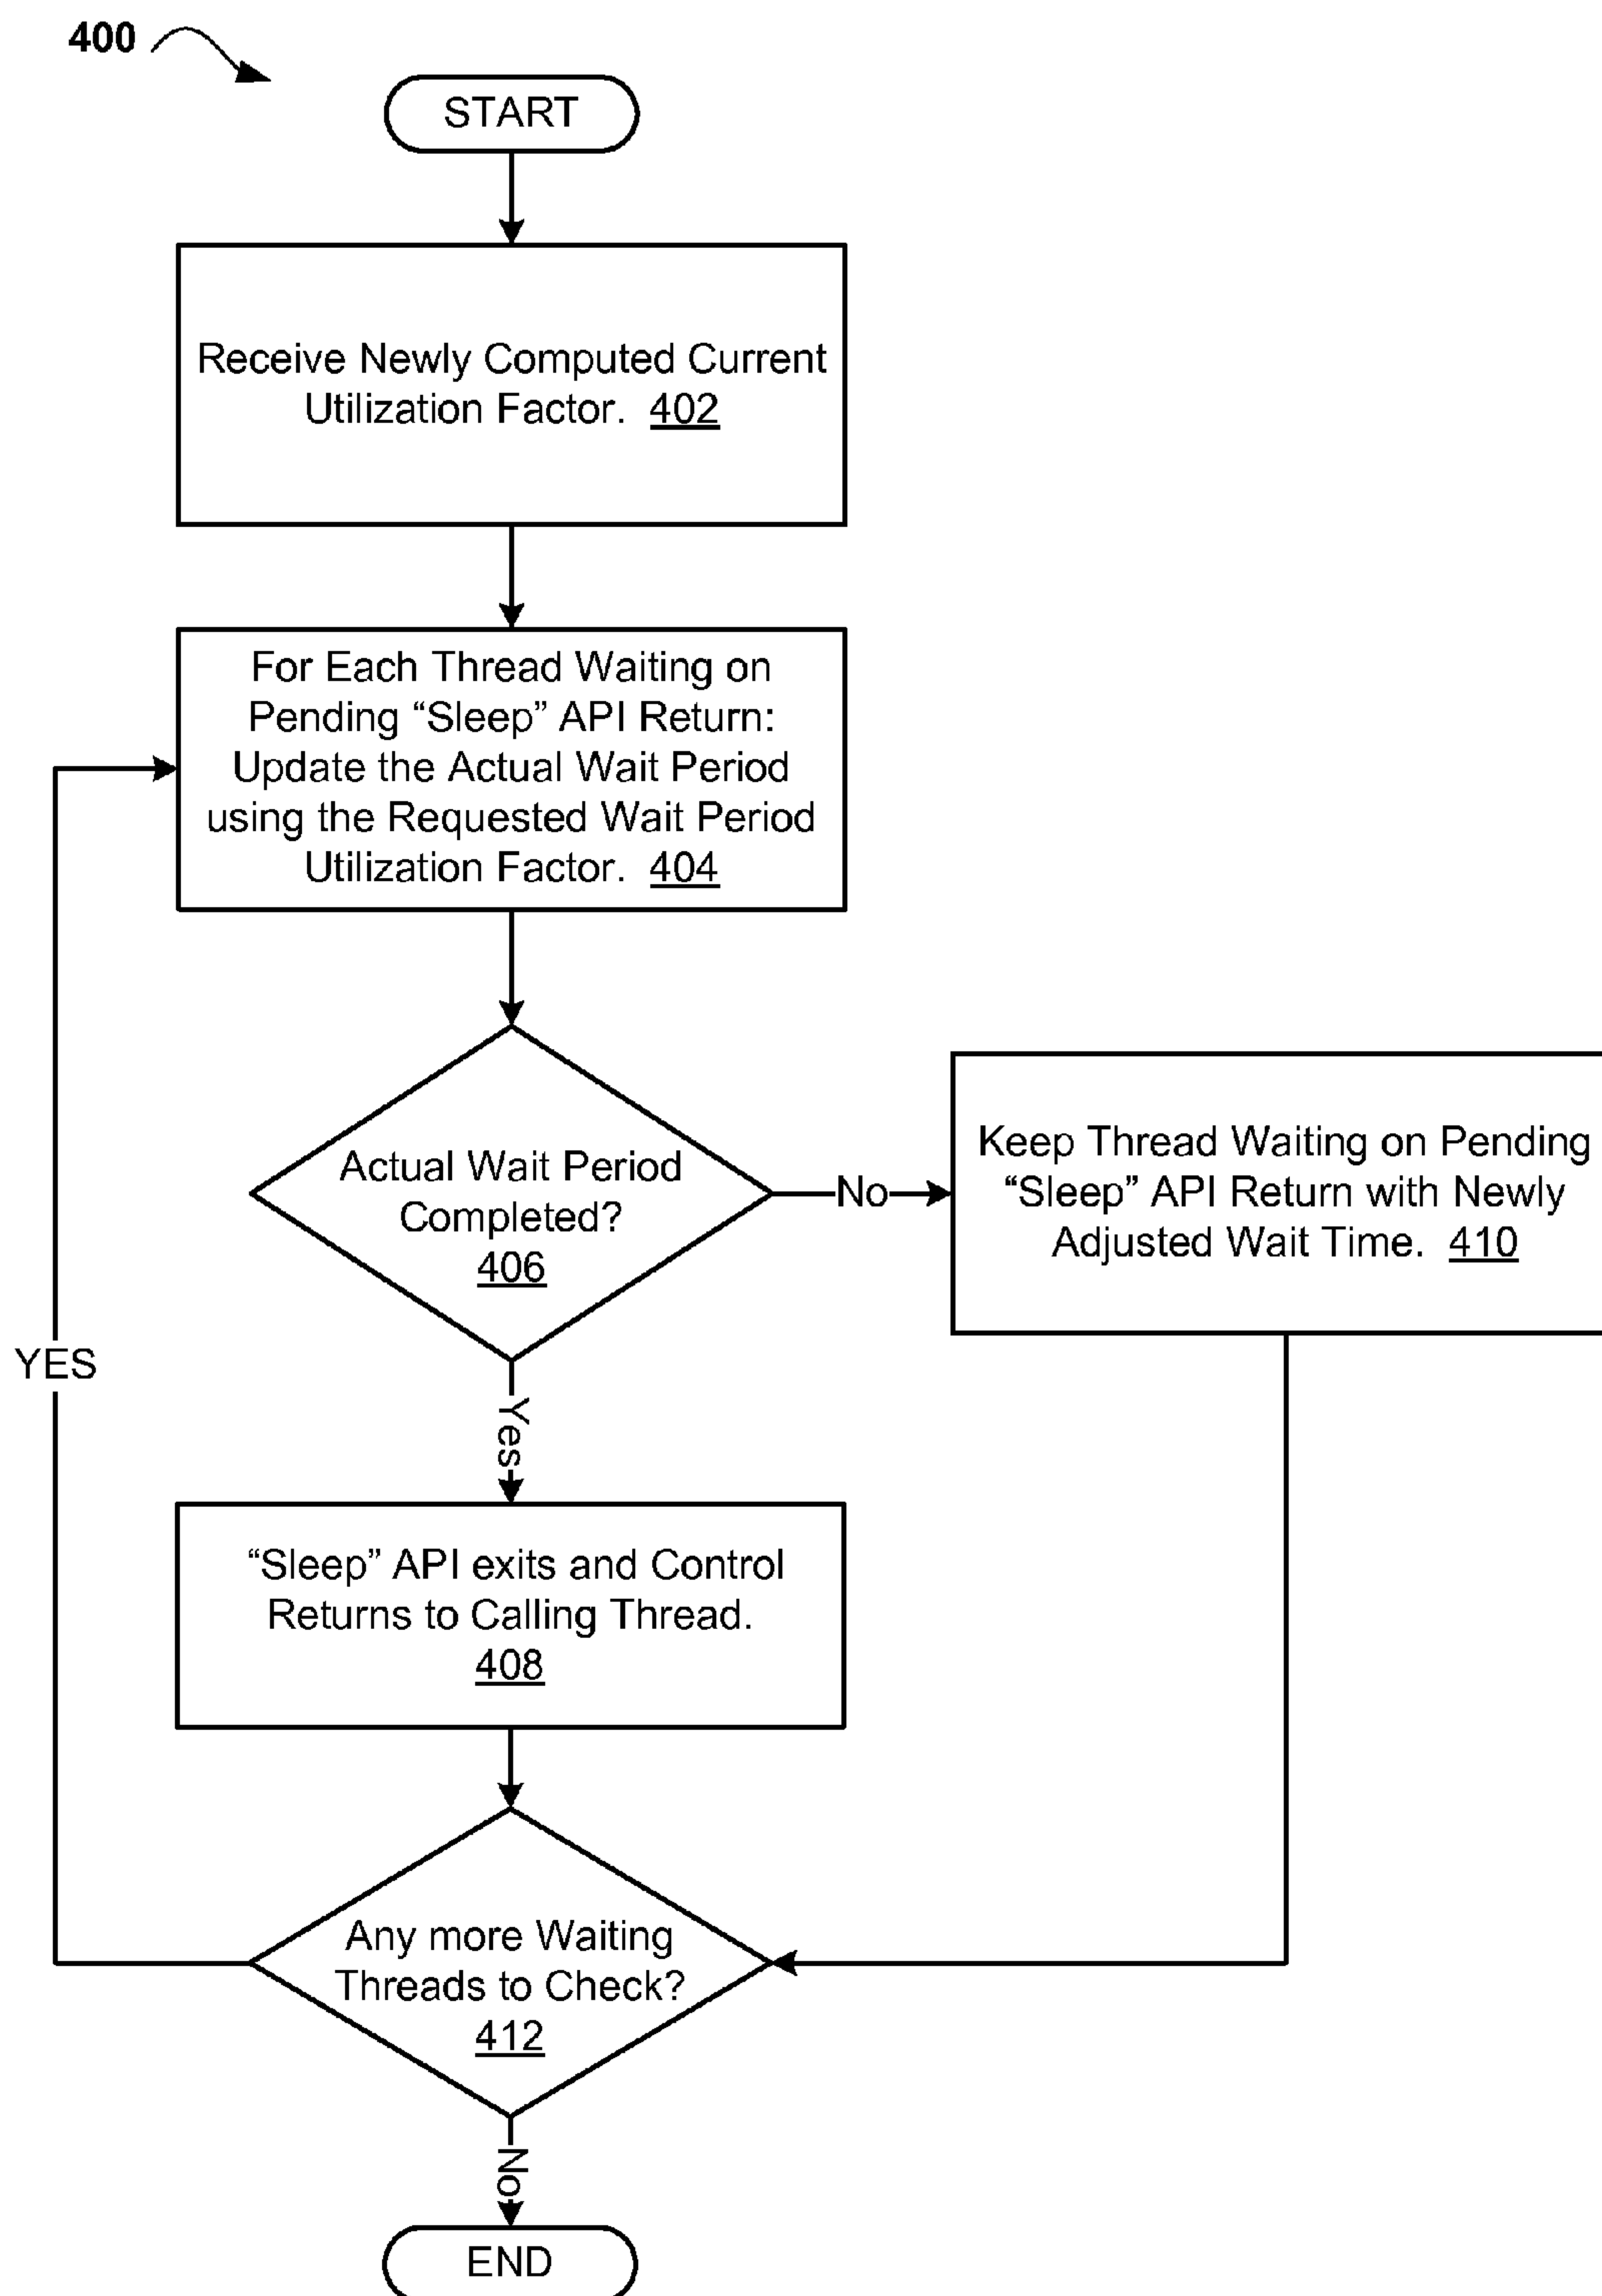 400
START
Receive Newly Computed Current
Utilization Factor. 402
For Each Thread Waiting on
Pending “Sleep” API Return:
Update the Actual Wait Period
using the Requested Wait Period
Utilization Factor. 404
Actual Wait Period
Completed?
406
No
Keep Thread Waiting on Pending
“Sleep” API Return with Newly
Adjusted Wait Time. 410
YES
Yes
“Sleep” API exits and Control
Returns to Calling Thread.
408
Any more Waiting
Threads to Check?
412
No
END